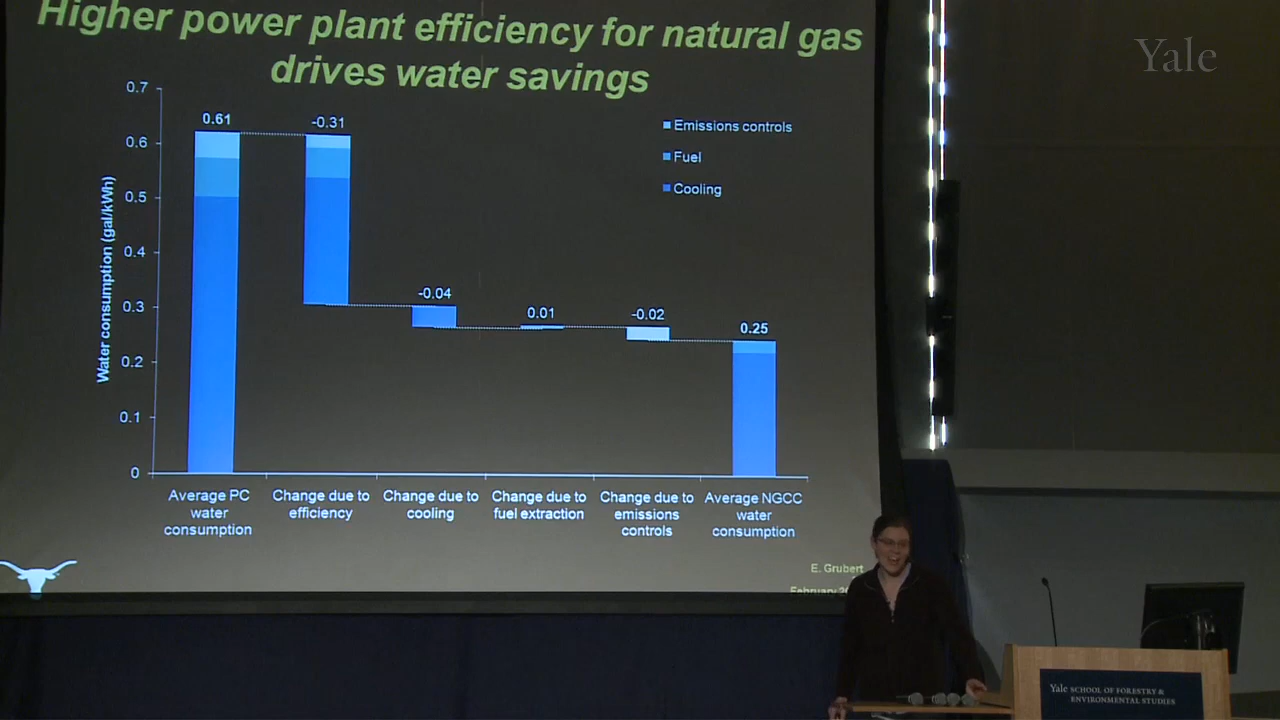 Higher power plant efficiency for natural gas
drives water savings
Yale
0.7
0.6
0.5
0.4
0.3
0.2
0.1
0
Water consumption (gal/kWh)
0.61
-0.31
-0.04
0.01
-0.02
0.25
Emissions controls
Fuel
Cooling
Average PC
water
consumption
Change due to
efficiency
Change due to
cooling
Change due to
fuel extraction
Change due to
emissions
controls
Average NGCC
water
consumption
E. Grubert
February
Yale SCHOOL OF FORESTRY &
ENVIRONMENTAL STUDIES